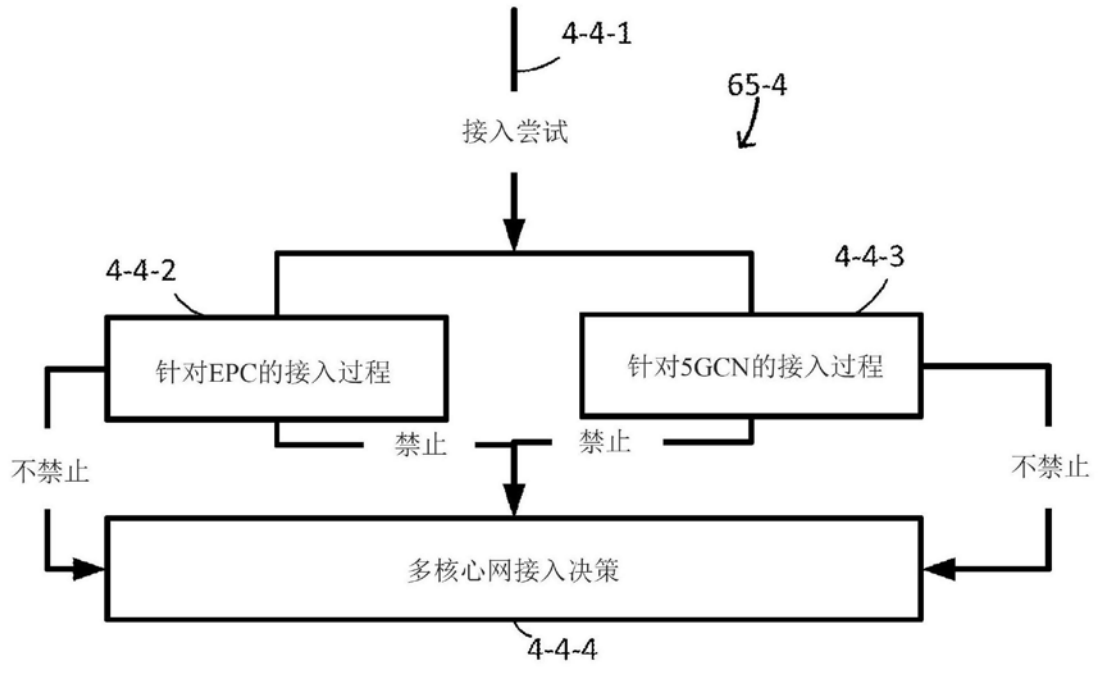 4-4-1
65-4
接入尝试
4-4-2
4-4-3
针对EPC的接入过程
针对5GCN的接入过程
禁止
禁止
不禁止
不禁止
多核心网接入决策
4-4-4